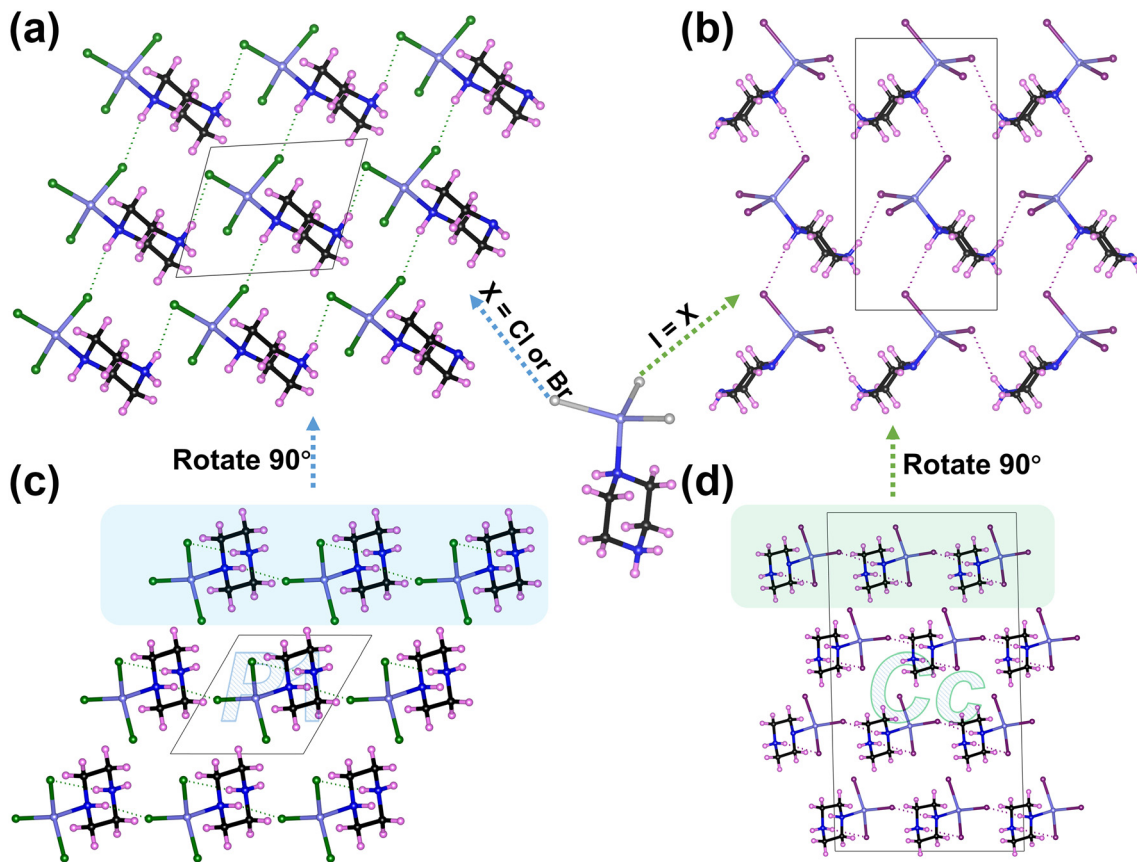 (a)
(b)
X = Cl or Br
I = X
Rotate 90°
Rotate 90°
(c)
(d)
P1
Cc